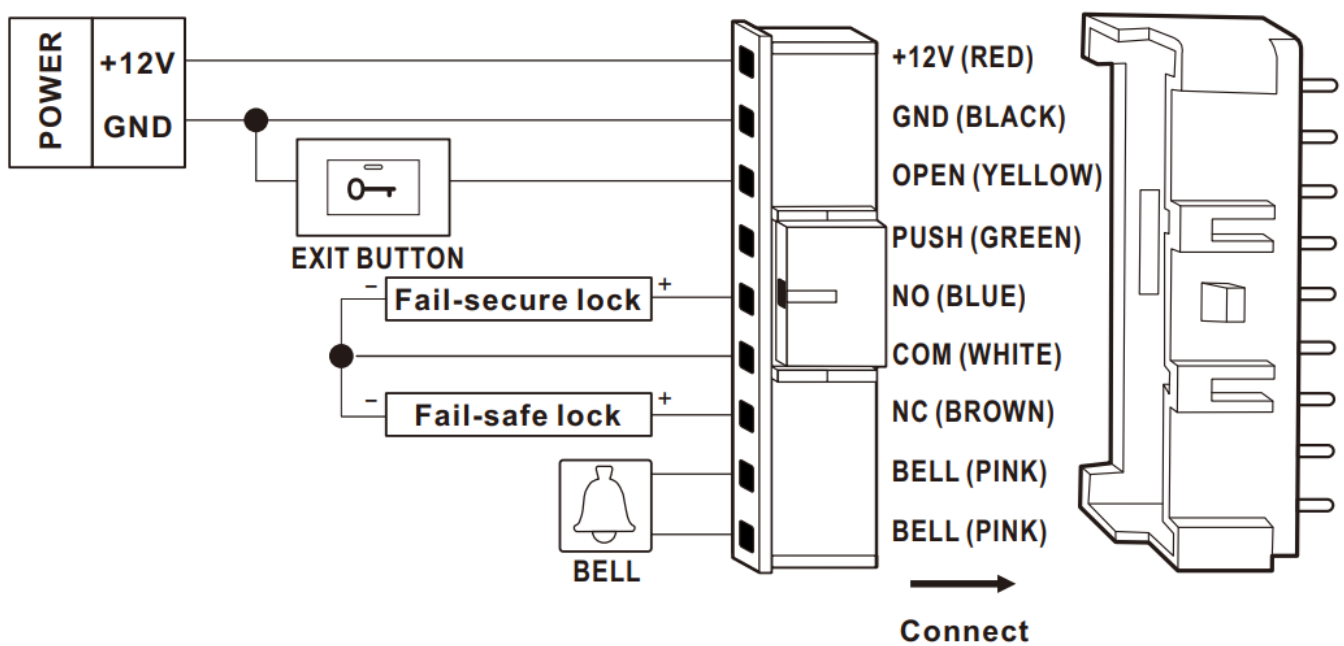 POWER
+12V
GND
EXIT BUTTON
− Fail-secure lock +
− Fail-safe lock +
BELL
+12V (RED)
GND (BLACK)
OPEN (YELLOW)
PUSH (GREEN)
NO (BLUE)
COM (WHITE)
NC (BROWN)
BELL (PINK)
BELL (PINK)
Connect